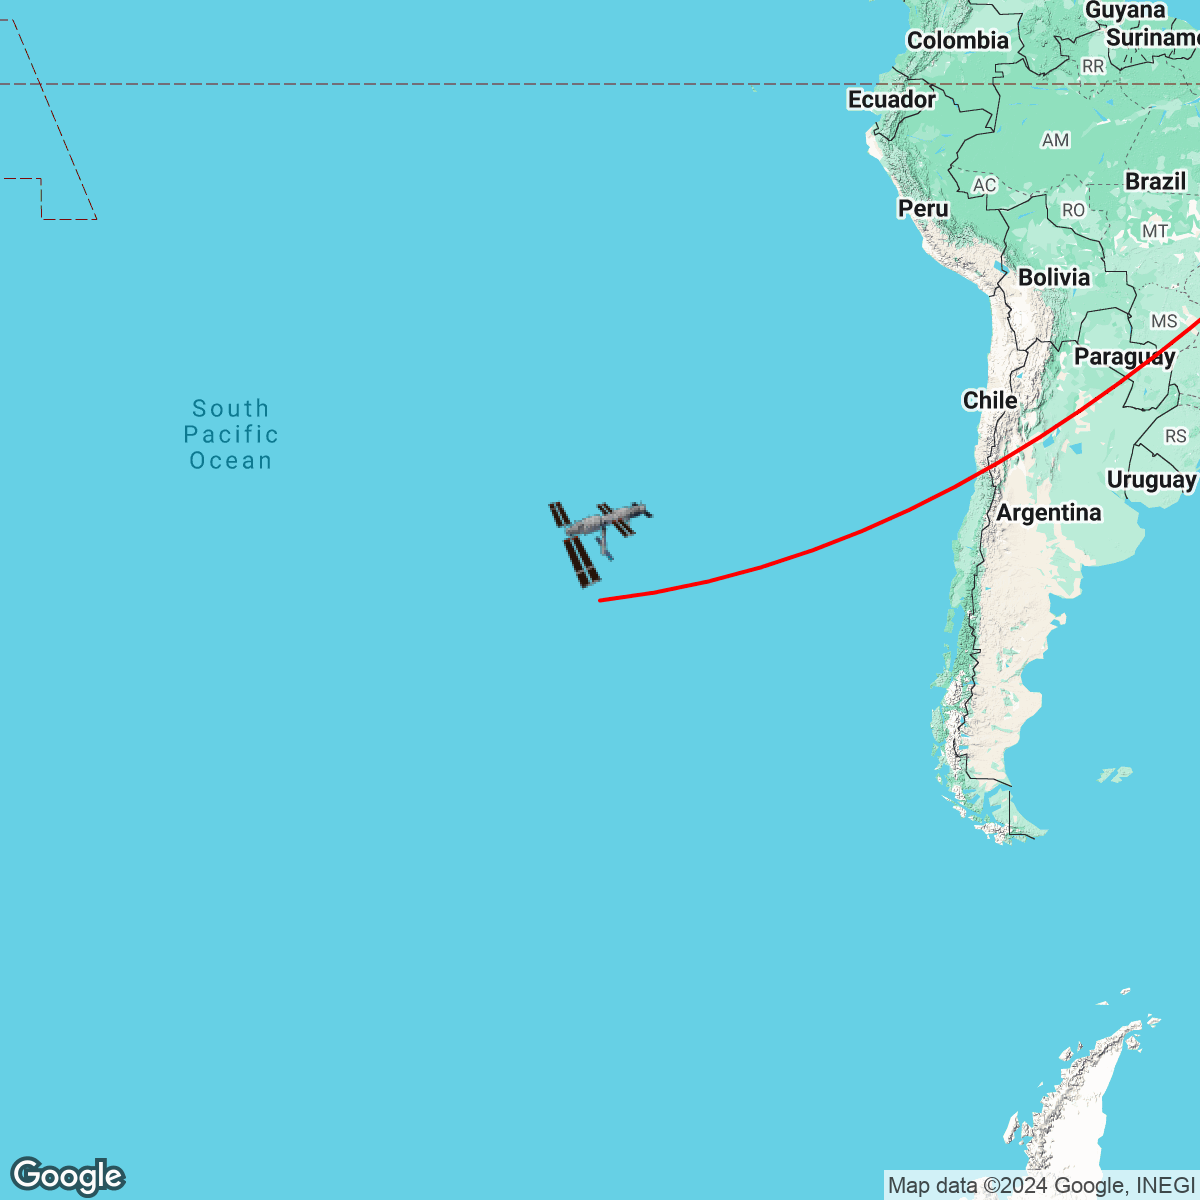 Guyana
Colombia
Suriname
RR
Ecuador
AM
Brazil
AC
Peru
RO
MT
Bolivia
MS
Paraguay
Chile
South
Pacific
Ocean
RS
Uruguay
Argentina
Google
Map data ©2024 Google, INEGI